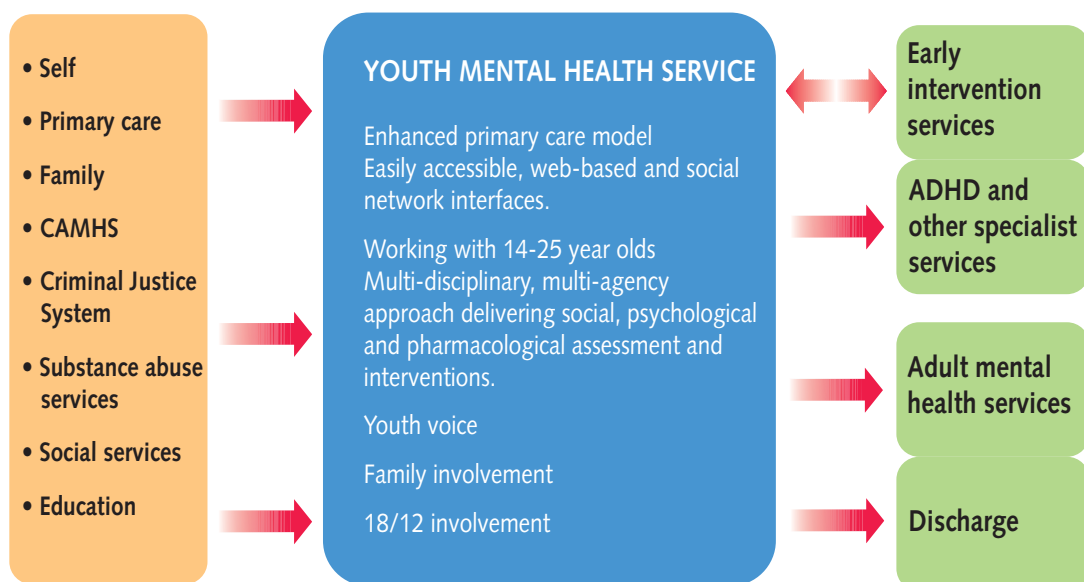 • Self
• Primary care
• Family
• CAMHS
• Criminal Justice
System
• Substance abuse
services
• Social services
• Education
YOUTH MENTAL HEALTH SERVICE
Enhanced primary care model
Easily accessible, web-based and social
network interfaces.
Working with 14-25 year olds
Multi-disciplinary, multi-agency
approach delivering social, psychological
and pharmacological assessment and
interventions.
Youth voice
Family involvement
18/12 involvement
Early
intervention
services
ADHD and
other specialist
services
Adult mental
health services
Discharge